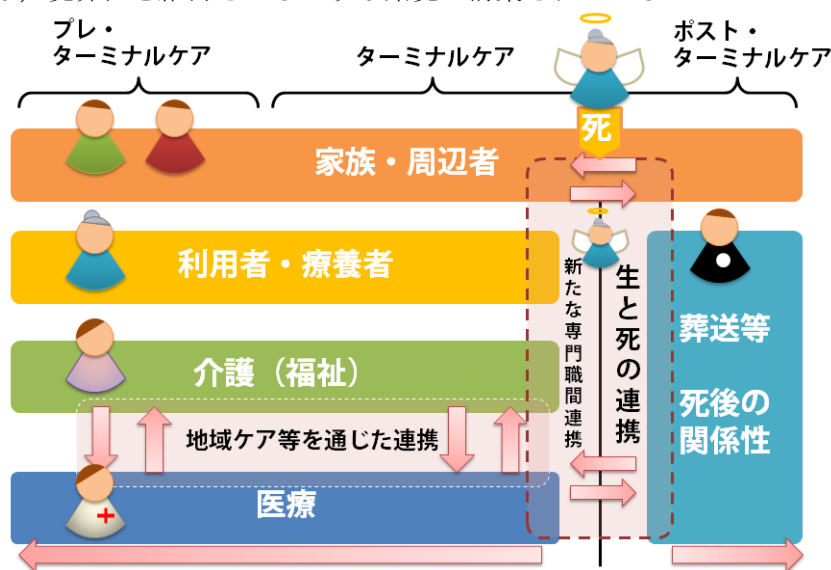 プレ・
ターミナルケア
ターミナルケア
ポスト・
ターミナルケア
死
家族・周辺者
利用者・療養者
新たな専門職間連携
生と死の連携
葬送等
死後の
関係性
介護（福祉）
地域ケア等を通じた連携
医療